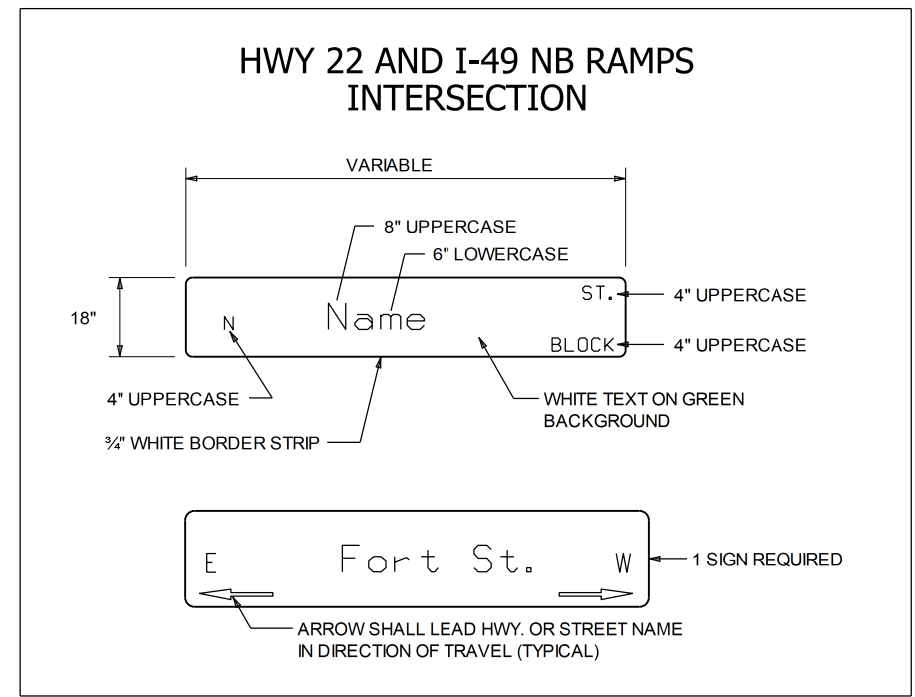 HWY 22 AND I-49 NB RAMPS
INTERSECTION
VARIABLE
8" UPPERCASE
6" LOWERCASE
ST.
4" UPPERCASE
18"
N
Name
BLOCK
4" UPPERCASE
4" UPPERCASE
WHITE TEXT ON GREEN
BACKGROUND
¾" WHITE BORDER STRIP
E
Fort St.
W
1 SIGN REQUIRED
ARROW SHALL LEAD HWY. OR STREET NAME
IN DIRECTION OF TRAVEL (TYPICAL)